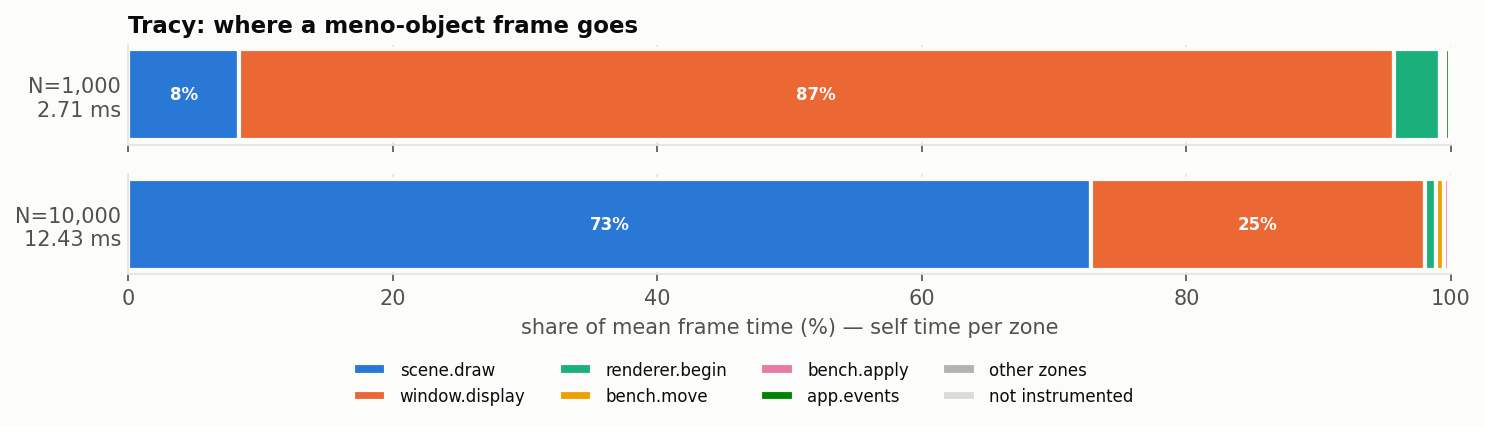 Tracy: where a meno-object frame goes
N=1,000
2.71 ms
8%
87%
N=10,000
12.43 ms
73%
25%
0 20 40 60 80 100
share of mean frame time (%) — self time per zone
scene.draw renderer.begin bench.apply other zones
window.display bench.move app.events not instrumented